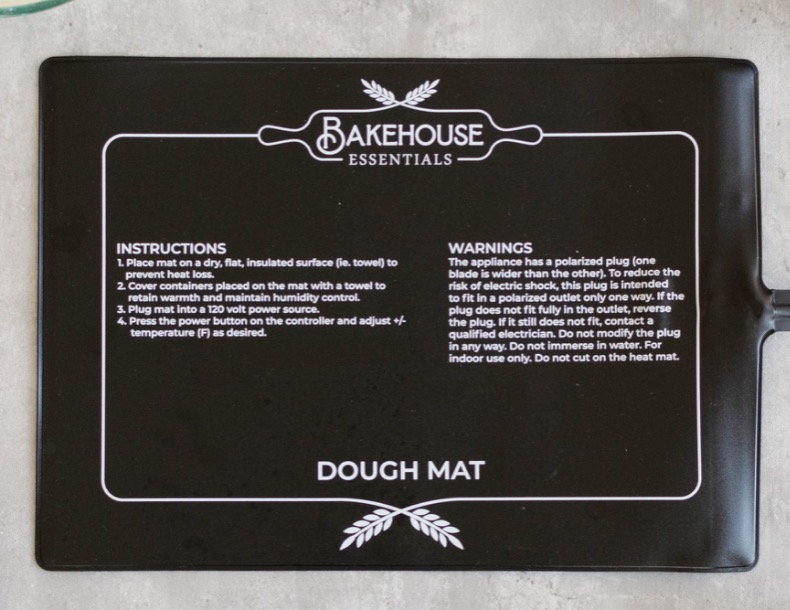 BAKEHOUSE
ESSENTIALS
INSTRUCTIONS
1. Place mat on a dry, flat, insulated surface (ie. towel) to
prevent heat loss.
2. Cover containers placed on the mat with a towel to
retain warmth and maintain humidity control.
3. Plug mat into a 120 volt power source.
4. Press the power button on the controller and adjust +/-
temperature (F) as desired.
WARNINGS
The appliance has a polarized plug (one
blade is wider than the other). To reduce the
risk of electric shock, this plug is intended
to fit in a polarized outlet only one way. If the
plug does not fit fully in the outlet, reverse
the plug. If it still does not fit, contact a
qualified electrician. Do not modify the plug
in any way. Do not immerse in water. For
indoor use only. Do not cut on the heat mat.
DOUGH MAT